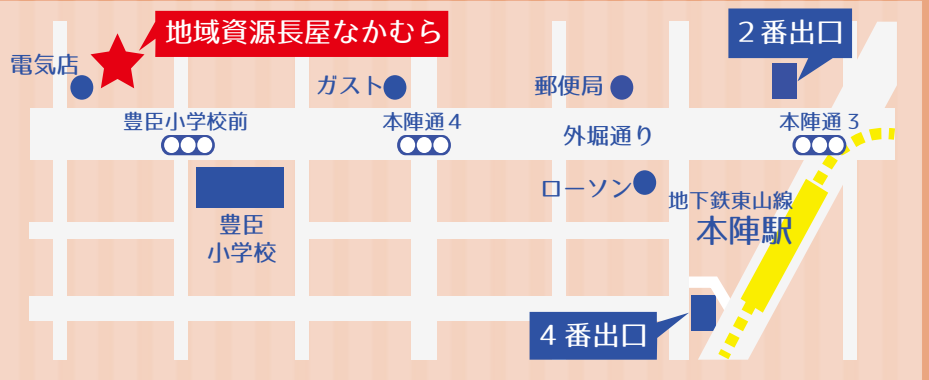 地域資源長屋なかむら
2番出口
電気店
ガスト
郵便局
豊臣小学校前
本陣通4
外堀通り
本陣通3
ローソン
地下鉄東山線
本陣駅
豊臣
小学校
4番出口